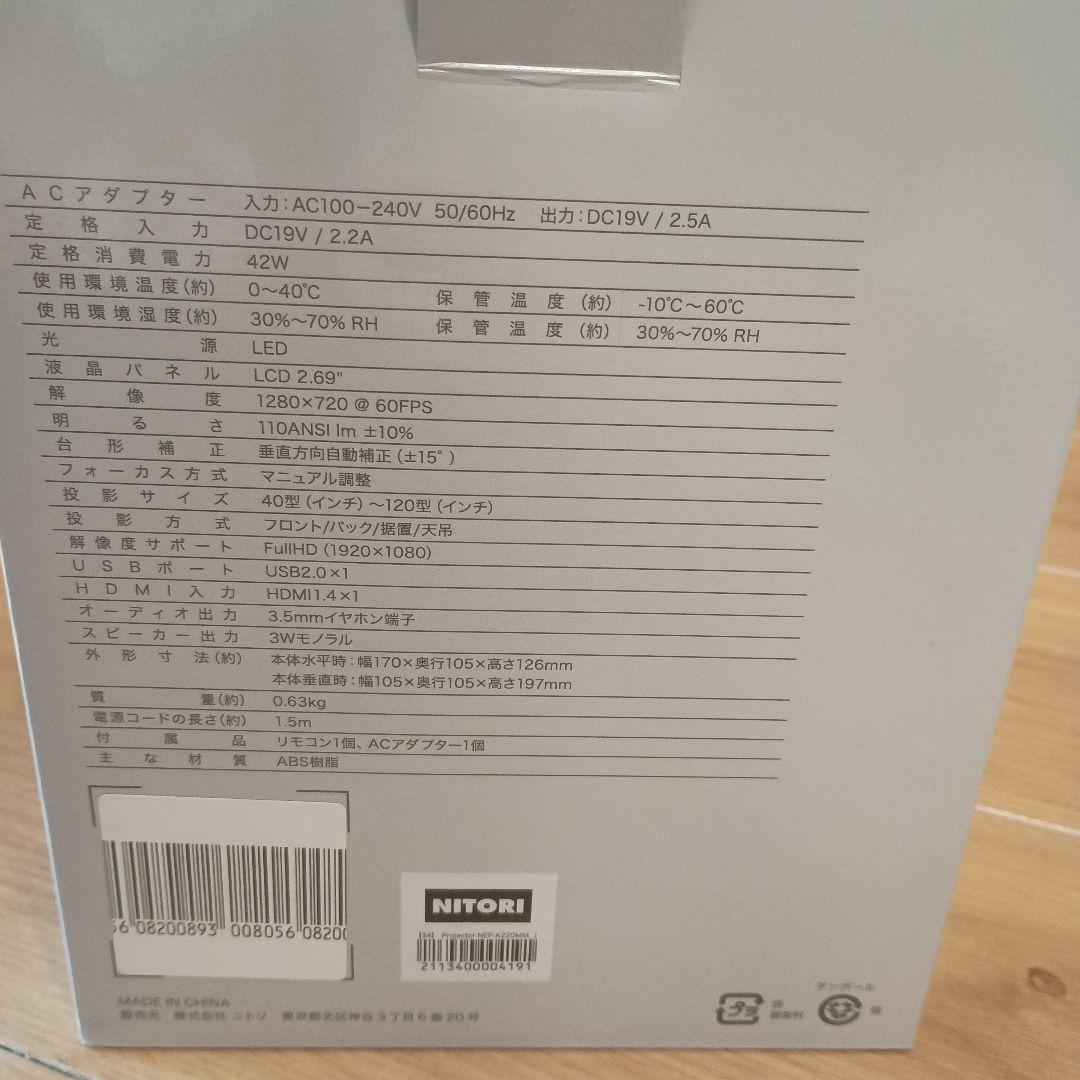 ACアダプター 入力：AC100−240V 50/60Hz 出力：DC19V / 2.5A
定格入力 DC19V / 2.2A
定格消費電力 42W
使用環境温度(約) 0〜40℃ 保管温度(約) -10℃〜60℃
使用環境湿度(約) 30%〜70% RH 保管温度(約) 30%〜70% RH
光源 LED
液晶パネル LCD 2.69"
解像度 1280×720 @ 60FPS
明るさ 110ANSI lm ±10%
台形補正 垂直方向自動補正(±15°)
フォーカス方式 マニュアル調整
投影サイズ 40型(インチ)〜120型(インチ)
投影方式 フロント/バック/据置/天吊
解像度サポート FullHD(1920×1080)
USBポート USB2.0×1
HDMI入力 HDMI1.4×1
オーディオ出力 3.5mmイヤホン端子
スピーカー出力 3Wモノラル
外形寸法(約) 本体水平時：幅170×奥行105×高さ126mm
本体垂直時：幅105×奥行105×高さ197mm
質量(約) 0.63kg
電源コードの長さ(約) 1.5m
付属品 リモコン1個、ACアダプター1個
主な材質 ABS樹脂
56 08200893 008056 0820
NITORI
[34] Projector NEP-K220MM J
2113400004191
MADE IN CHINA
販売元 株式会社 ニトリ 東京都北区神谷3丁目6番20号
プラ
袋
緩衝材
ダンボール
箱